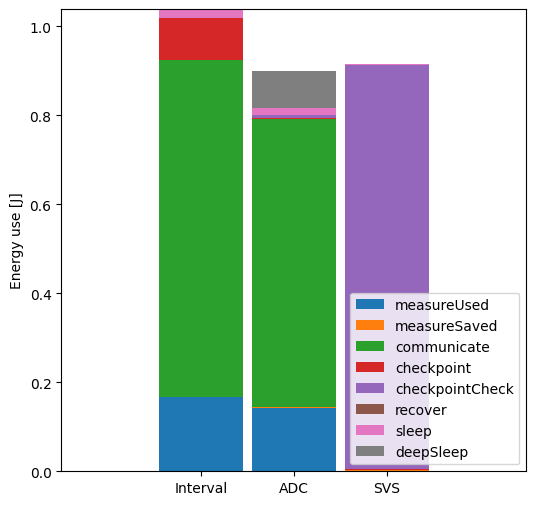 Energy use [J]
1.0
0.8
0.6
0.4
0.2
0.0
Interval
ADC
SVS
measureUsed
measureSaved
communicate
checkpoint
checkpointCheck
recover
sleep
deepSleep